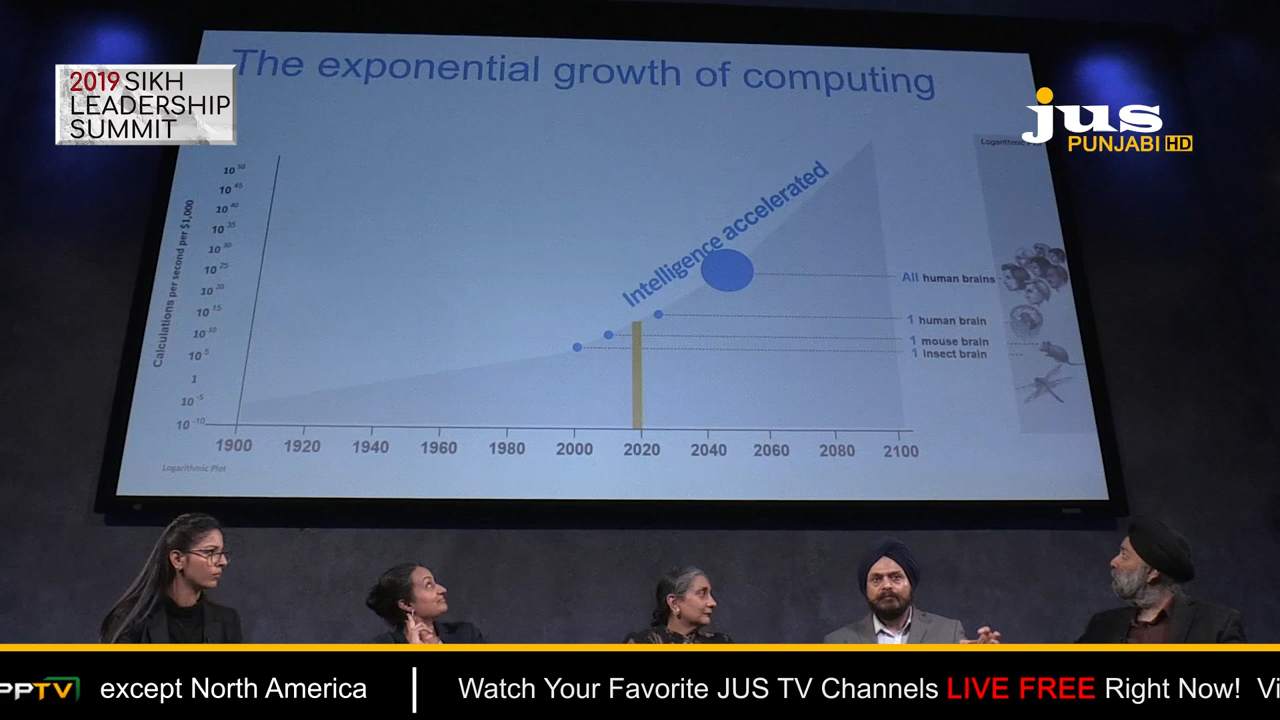 The exponential growth of computing
2019 SIKH
LEADERSHIP
SUMMIT
jus
PUNJABI HD
Logarithmic
Calculations per second per $1,000
10^50
10^45
10^40
10^35
10^30
10^25
10^20
10^15
10^10
10^5
1
10^-5
10^-10
Intelligence accelerated
All human brains
1 human brain
1 mouse brain
1 insect brain
1900 1920 1940 1960 1980 2000 2020 2040 2060 2080 2100
Logarithmic Plot
PPTV except North America | Watch Your Favorite JUS TV Channels LIVE FREE Right Now! Vi